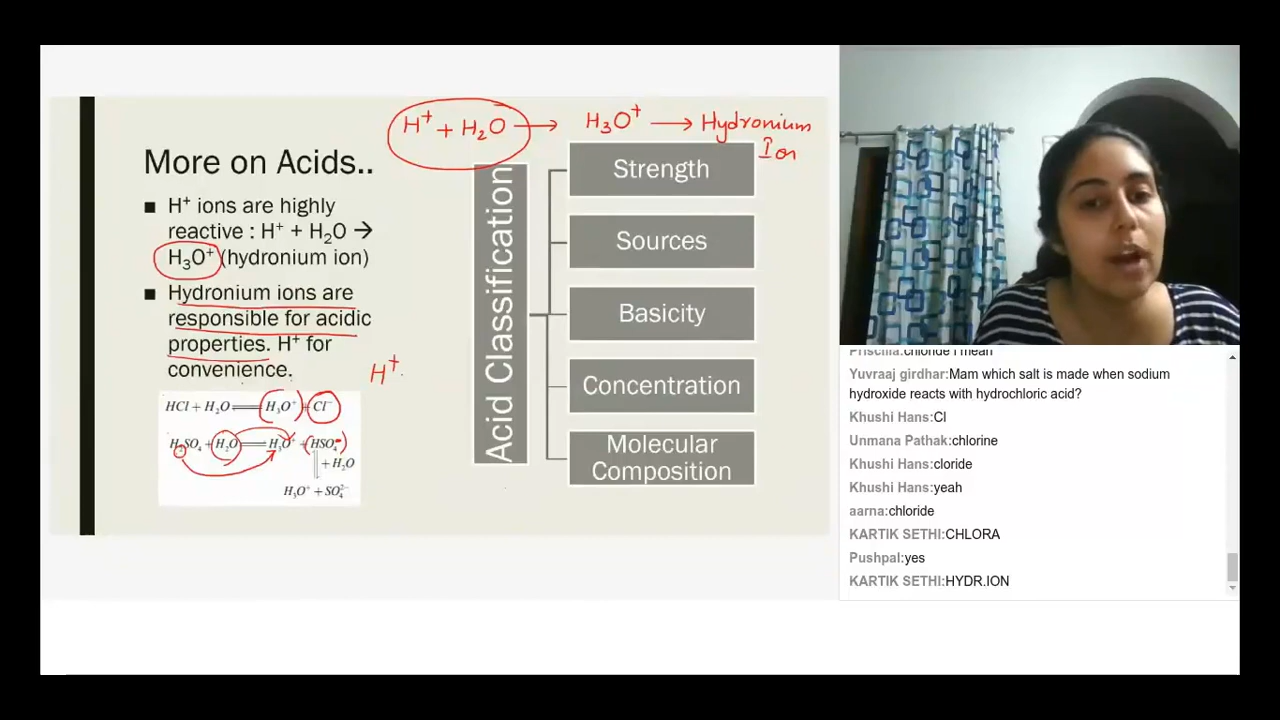 H⁺ + H₂O → H₃O⁺ → Hydronium
Ion
More on Acids..
■ H⁺ ions are highly
reactive : H⁺ + H₂O →
H₃O⁺ (hydronium ion)
■ Hydronium ions are
responsible for acidic
properties. H⁺ for
convenience.
H⁺
HCl + H₂O ⇌ H₃O⁺ + Cl⁻
H₂SO₄ + H₂O ⇌ H₃O⁺ + HSO₄⁻
+ H₂O
H₃O⁺ + SO₄²⁻
Acid Classification
Strength
Sources
Basicity
Concentration
Molecular
Composition
Priscilla:chloride i mean
Yuvraaj girdhar: Mam which salt is made when sodium
hydroxide reacts with hydrochloric acid?
Khushi Hans:Cl
Unmana Pathak:chlorine
Khushi Hans:cloride
Khushi Hans:yeah
aarna:chloride
KARTIK SETHI:CHLORA
Pushpal:yes
KARTIK SETHI:HYDR.ION